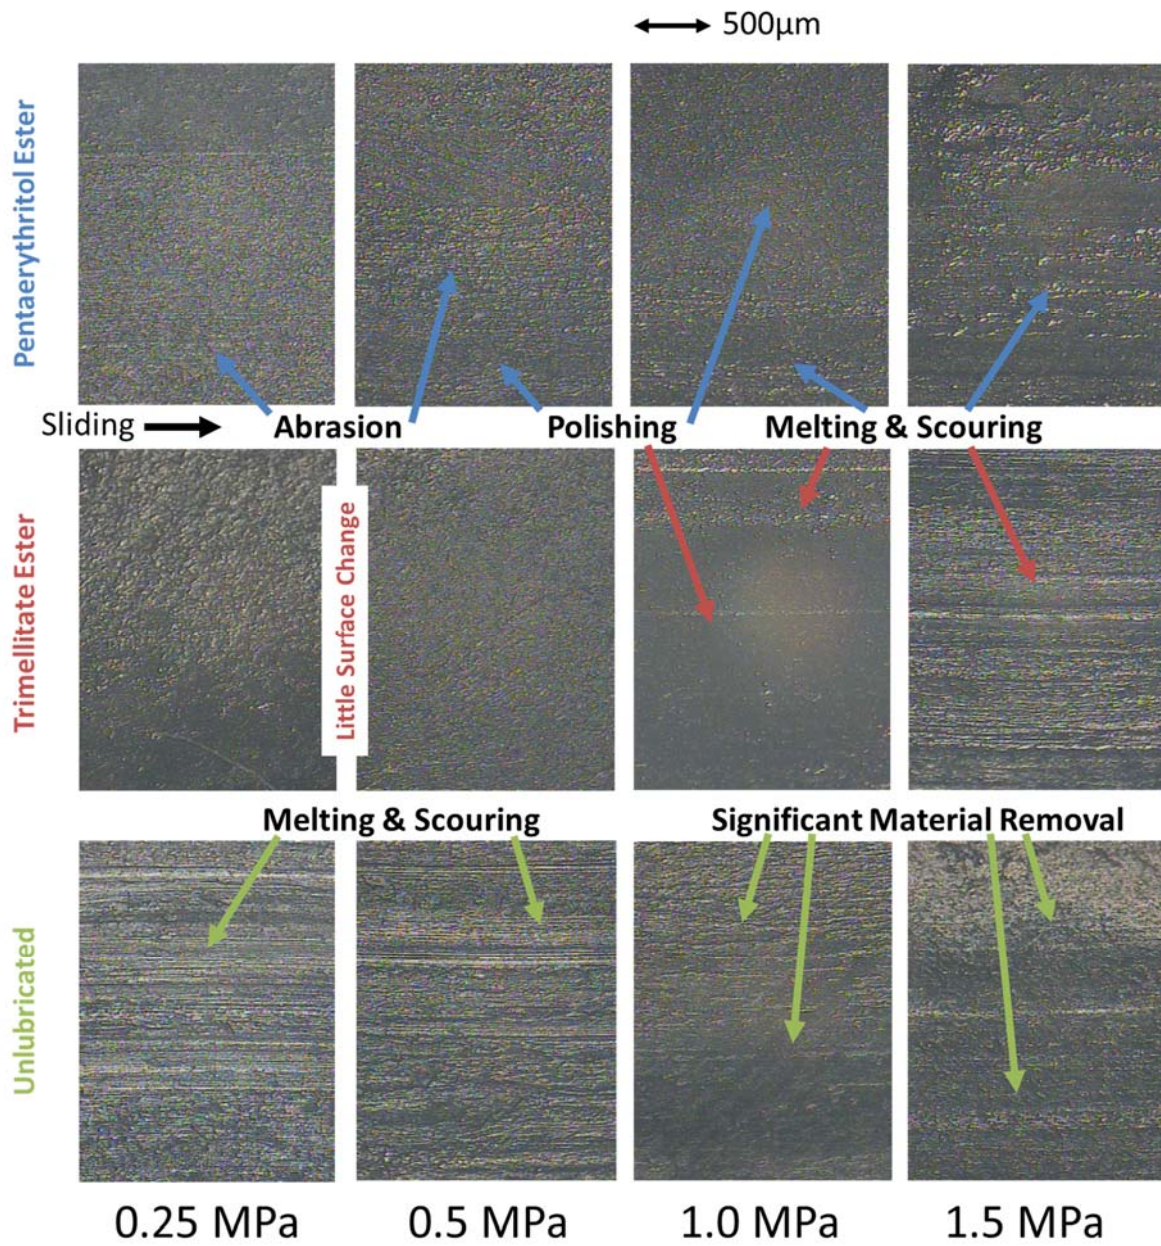 500μm
Pentaerythritol Ester
Abrasion
Polishing
Melting & Scouring
Sliding
Trimellitate Ester
Little Surface Change
Melting & Scouring
Significant Material Removal
Unlubricated
0.25 MPa
0.5 MPa
1.0 MPa
1.5 MPa